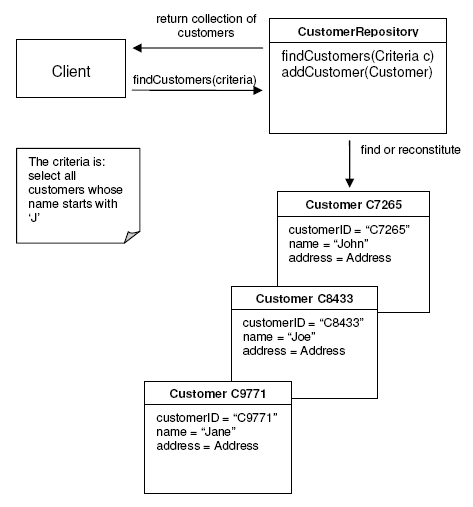 return collection of
customers
CustomerRepository
findCustomers(Criteria c)
addCustomer(Customer)
Client
findCustomers(criteria)
find or reconstitute
The criteria is:
select all
customers whose
name starts with
‘J’
Customer C7265
customerID = “C7265”
name = “John”
address = Address
Customer C8433
customerID = “C8433”
name = “Joe”
address = Address
Customer C9771
customerID = “C9771”
name = “Jane”
address = Address